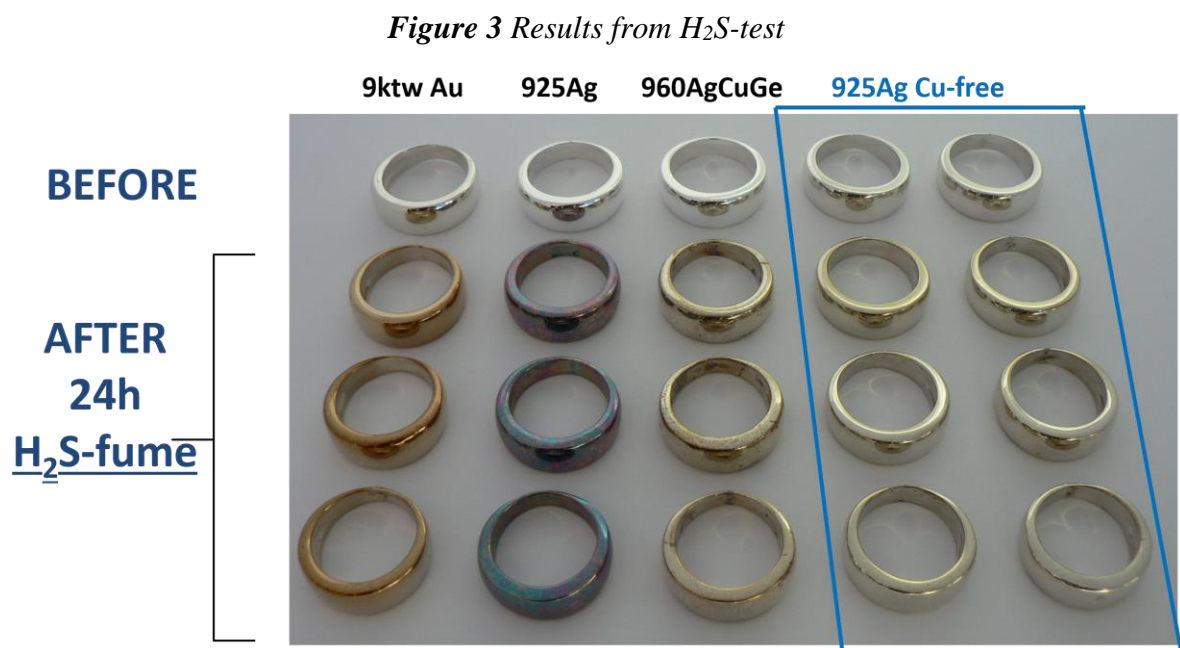 Figure 3 Results from H₂S-test
9ktw Au 925Ag 960AgCuGe 925Ag Cu-free
BEFORE
AFTER
24h
H₂S-fume